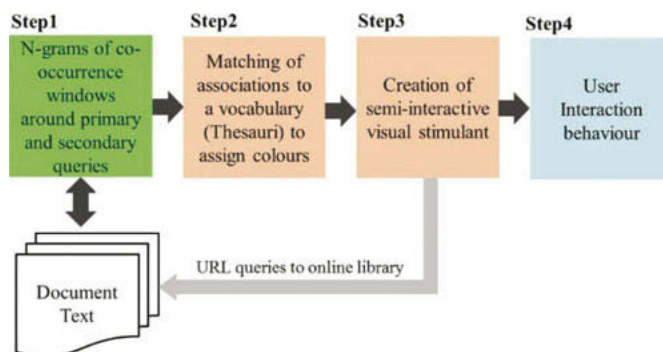 Step1
N-grams of co-
occurrence
windows
around primary
and secondary
queries
Step2
Matching of
associations to
a vocabulary
(Thesauri) to
assign colours
Step3
Creation of
semi-interactive
visual stimulant
Step4
User
Interaction
behaviour
URL queries to online library
Document
Text